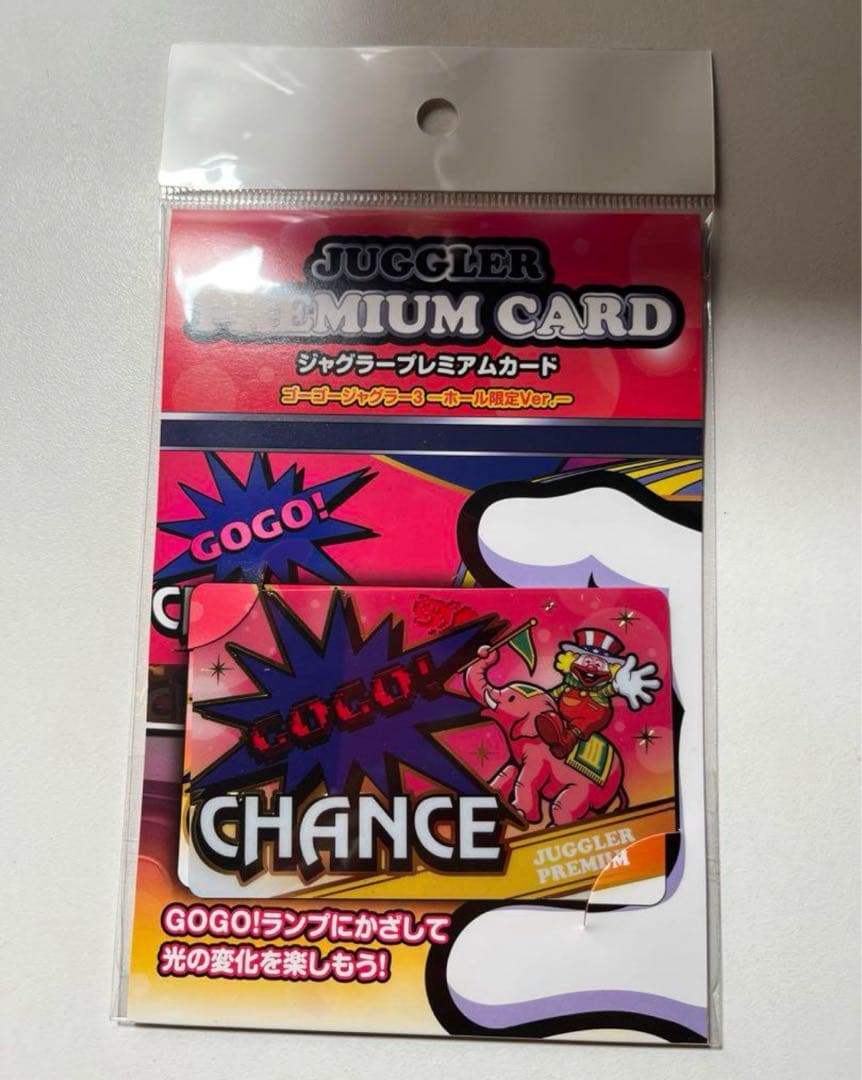 JUGGLER
PREMIUM CARD
ジャグラープレミアムカード
ゴーゴージャグラー3 ーホール限定Ver.ー
GOGO!
C
GOGO!
CHANCE
JUGGLER
PREMIUM
GOGO!ランプにかざして
光の変化を楽しもう!